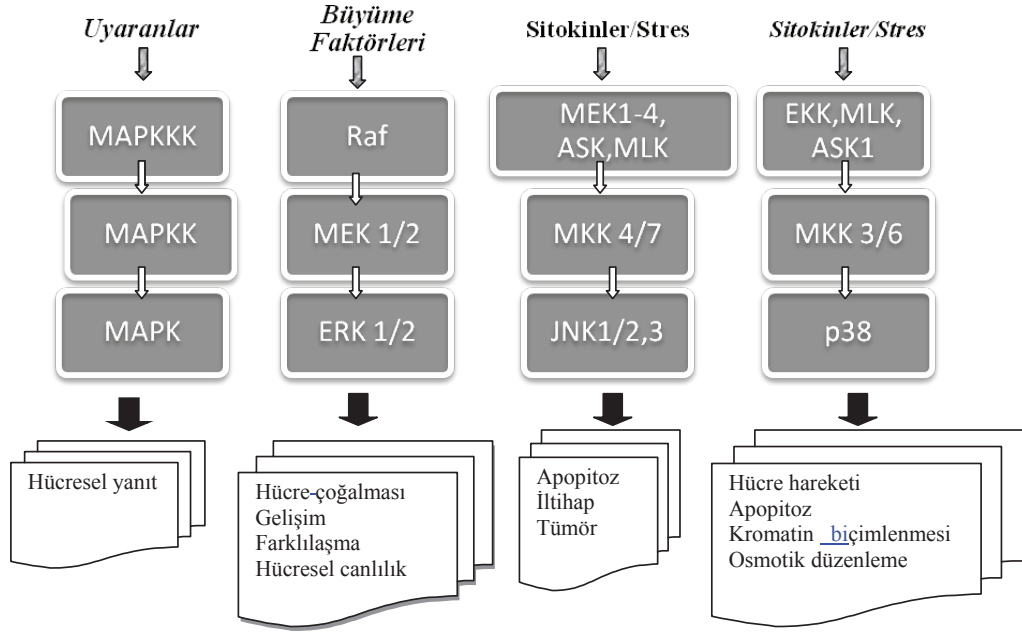 Uyaranlar
MAPKKK
MAPKK
MAPK
Hücresel yanıt
Büyüme
Faktörleri
Raf
MEK 1/2
ERK 1/2
Hücre-çoğalması
Gelişim
Farklılaşma
Hücresel canlılık
Sitokinler/Stres
MEK1-4,
ASK,MLK
MKK 4/7
JNK1/2,3
Apopitoz
İltihap
Tümör
Sitokinler/Stres
EKK,MLK,
ASK1
MKK 3/6
p38
Hücre hareketi
Apopitoz
Kromatin biçimlenmesi
Osmotik düzenleme